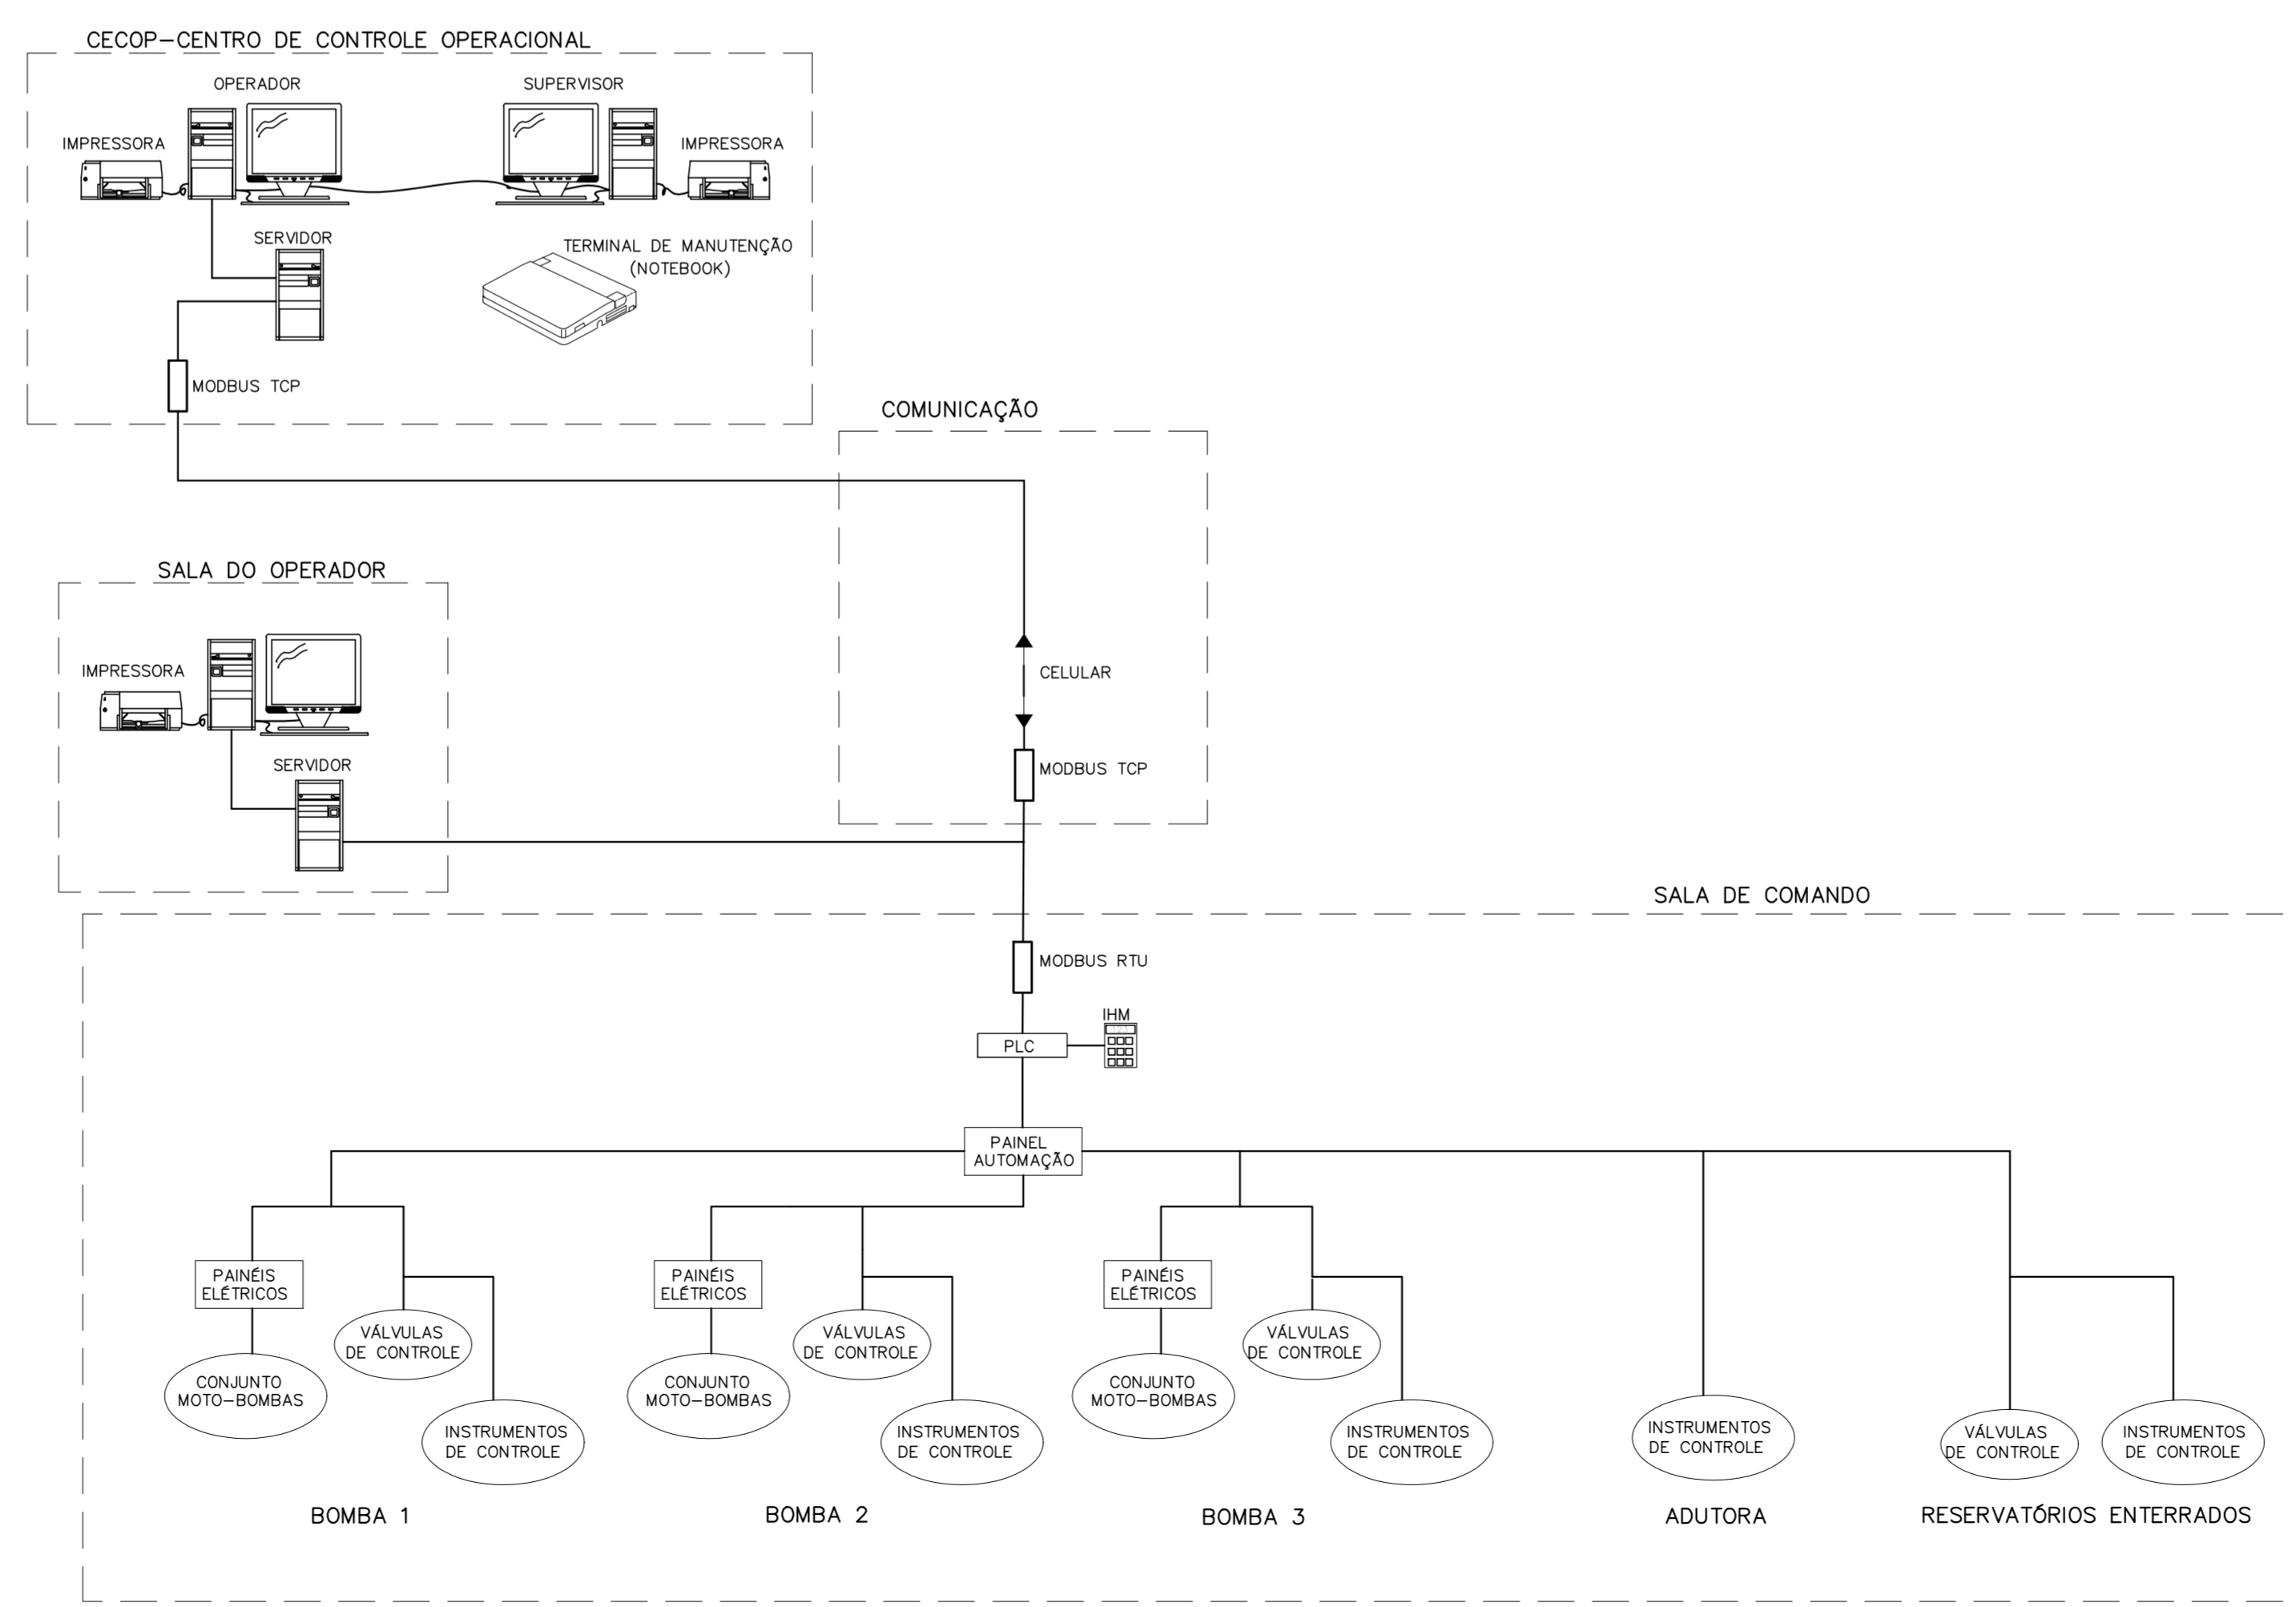 CECOP-CENTRO DE CONTROLE OPERACIONAL
OPERADOR
SUPERVISOR
IMPRESSORA
IMPRESSORA
SERVIDOR
TERMINAL DE MANUTENÇÃO
(NOTEBOOK)
MODBUS TCP
COMUNICAÇÃO
SALA DO OPERADOR
IMPRESSORA
CELULAR
SERVIDOR
MODBUS TCP
SALA DE COMANDO
MODBUS RTU
IHM
PLC
PAINEL
AUTOMAÇÃO
PAINÉIS
ELÉTRICOS
VÁLVULAS
DE CONTROLE
CONJUNTO
MOTO-BOMBAS
INSTRUMENTOS
DE CONTROLE
BOMBA 1
PAINÉIS
ELÉTRICOS
VÁLVULAS
DE CONTROLE
CONJUNTO
MOTO-BOMBAS
INSTRUMENTOS
DE CONTROLE
BOMBA 2
PAINÉIS
ELÉTRICOS
VÁLVULAS
DE CONTROLE
CONJUNTO
MOTO-BOMBAS
INSTRUMENTOS
DE CONTROLE
BOMBA 3
INSTRUMENTOS
DE CONTROLE
ADUTORA
VÁLVULAS
DE CONTROLE
INSTRUMENTOS
DE CONTROLE
RESERVATÓRIOS ENTERRADOS